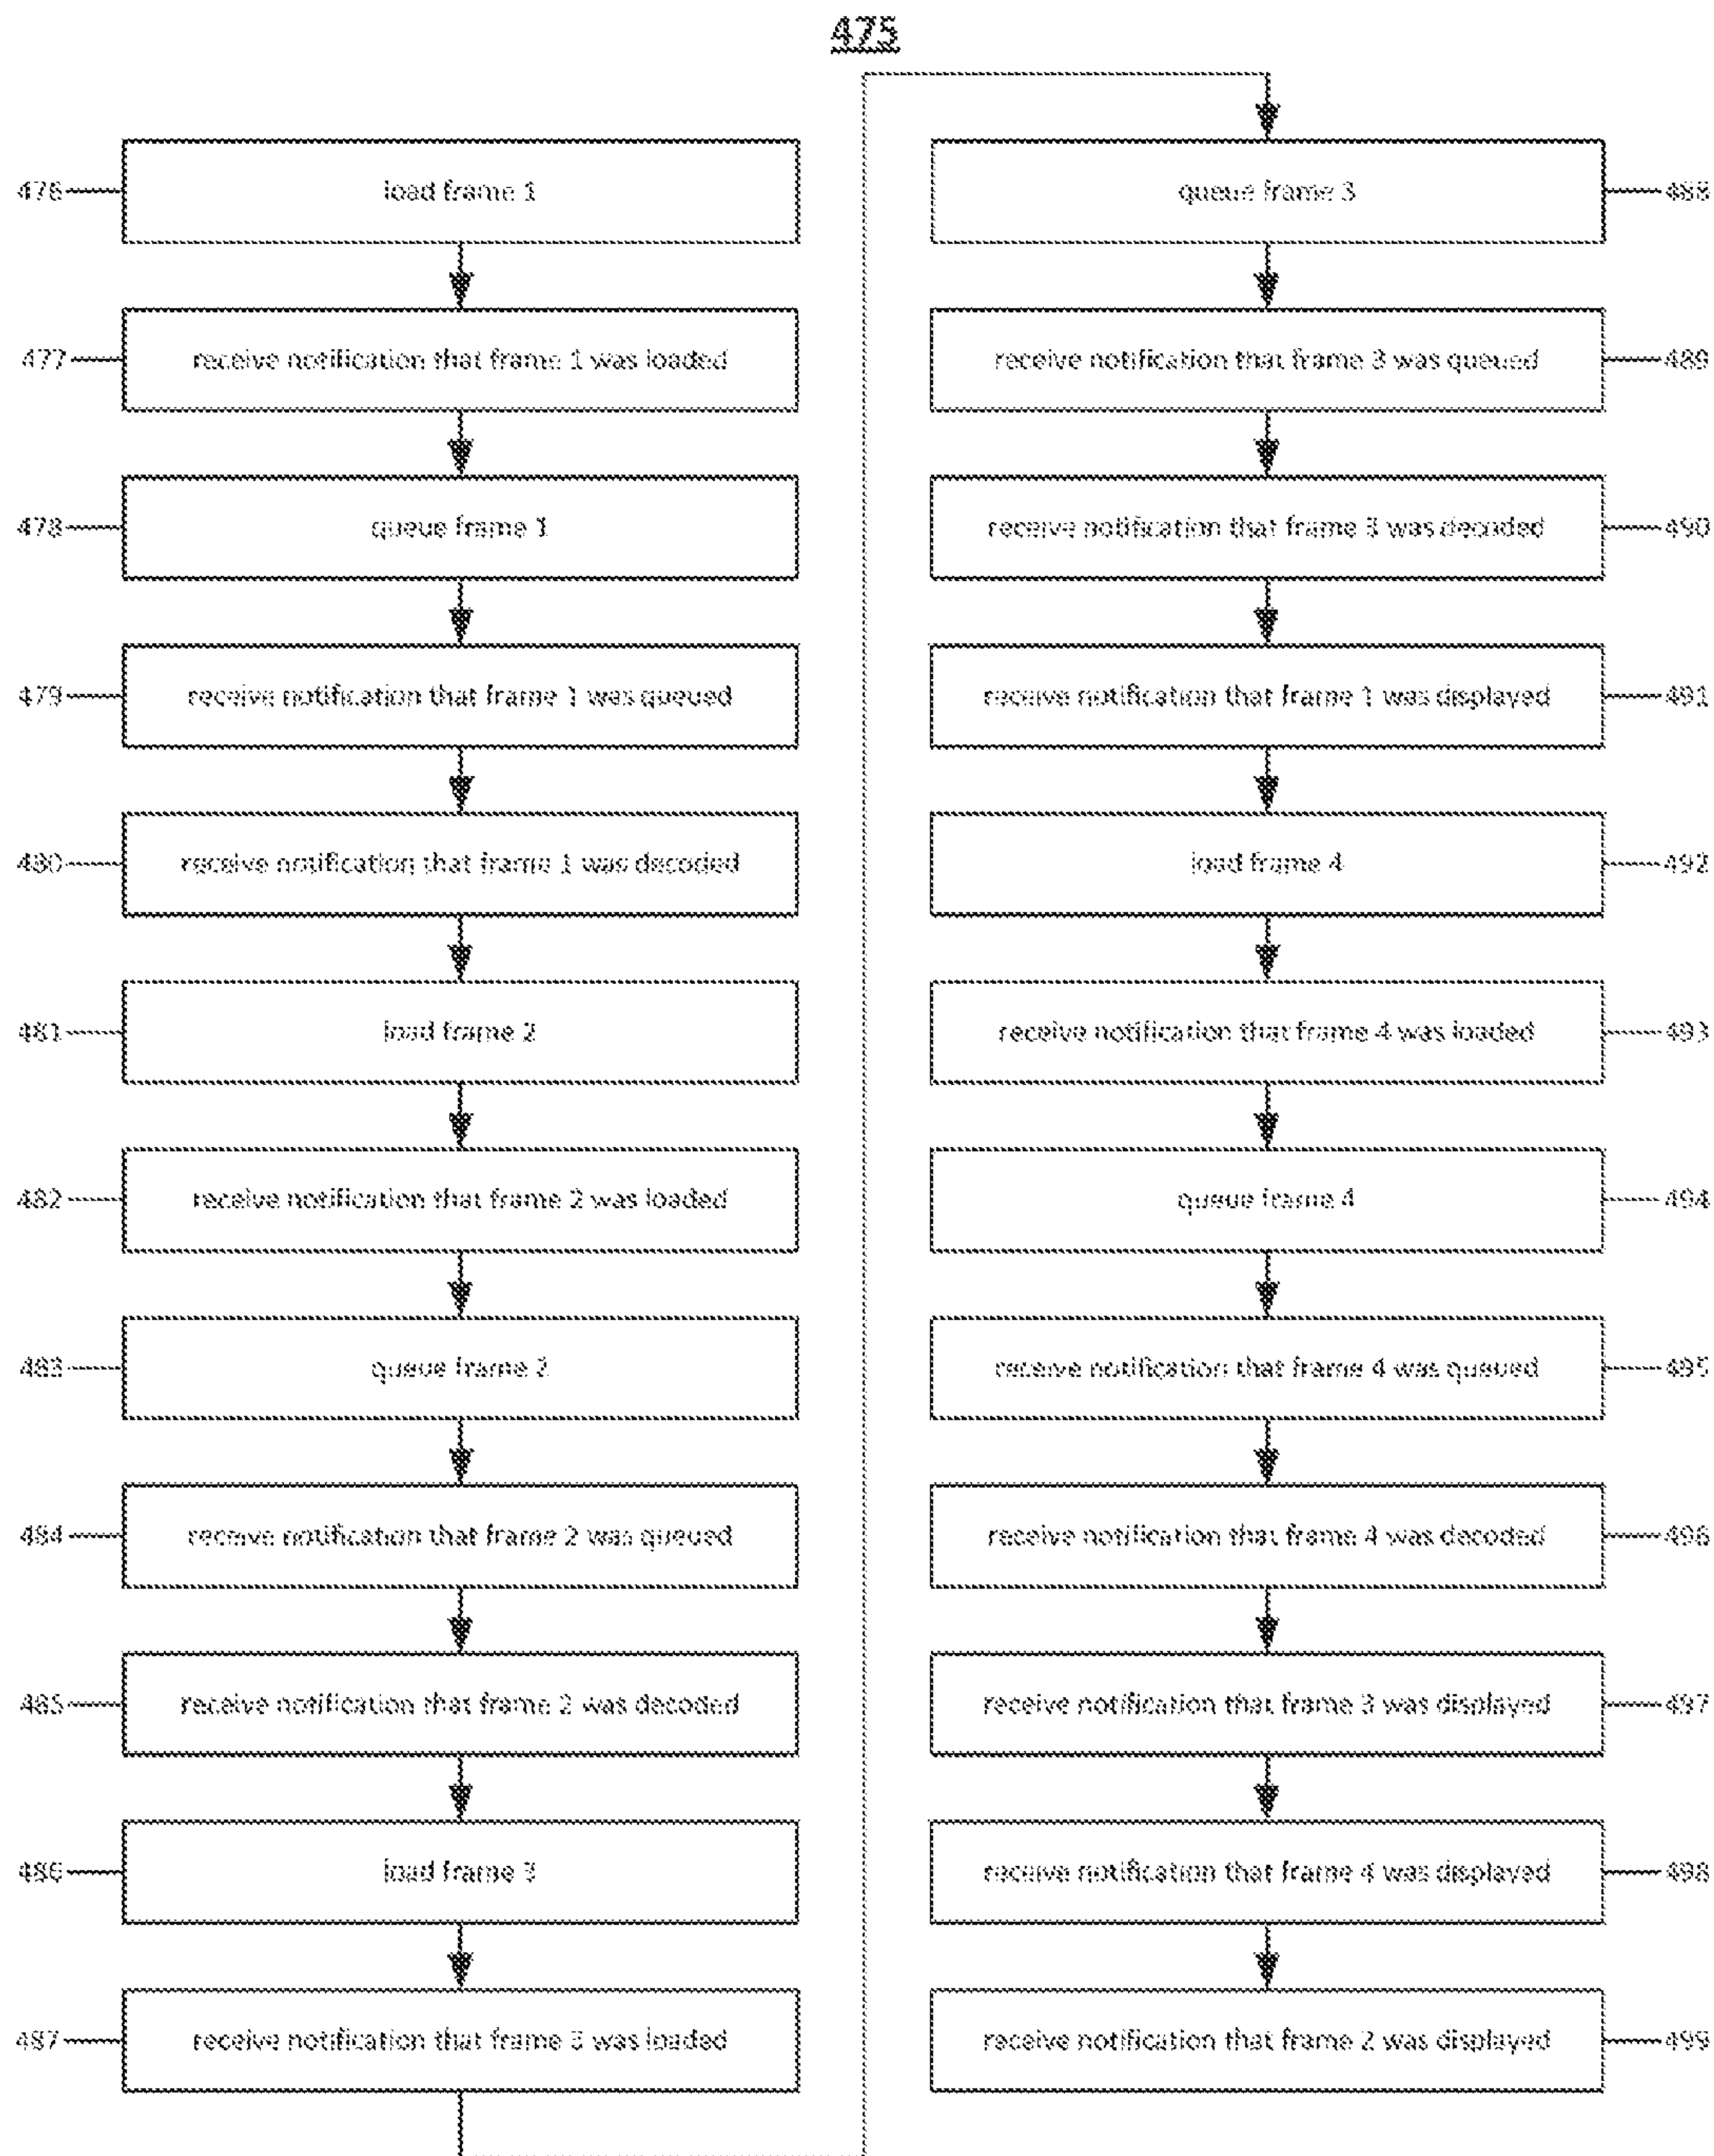 475
476
load frame 1
477
receive notification that frame 1 was loaded
478
queue frame 1
479
receive notification that frame 1 was queued
480
receive notification that frame 1 was decoded
481
load frame 2
482
receive notification that frame 2 was loaded
483
queue frame 2
484
receive notification that frame 2 was queued
485
receive notification that frame 2 was decoded
486
load frame 3
487
receive notification that frame 3 was loaded
queue frame 3
488
receive notification that frame 3 was queued
489
receive notification that frame 3 was decoded
490
receive notification that frame 1 was displayed
491
load frame 4
492
receive notification that frame 4 was loaded
493
queue frame 4
494
receive notification that frame 4 was queued
495
receive notification that frame 4 was decoded
496
receive notification that frame 3 was displayed
497
receive notification that frame 4 was displayed
498
receive notification that frame 2 was displayed
499